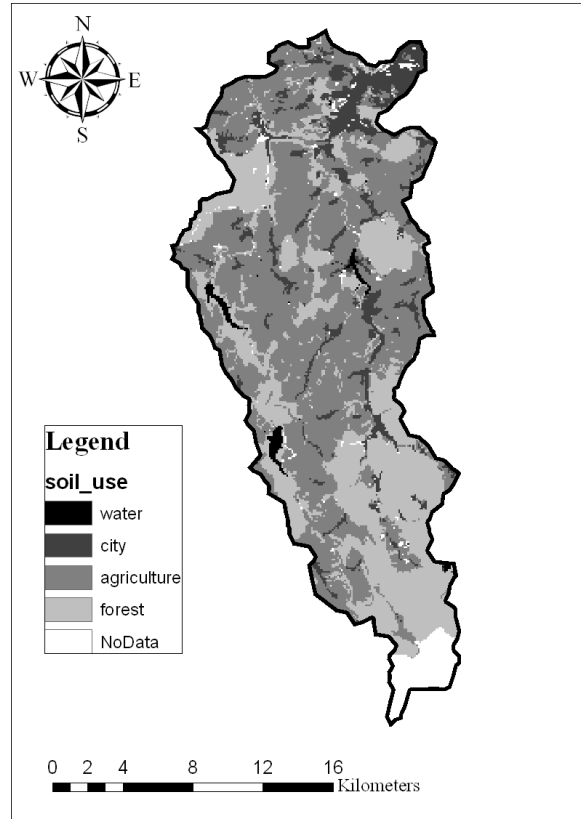 N
W E
S
Legend
soil_use
water
city
agriculture
forest
NoData
0 2 4 8 12 16
Kilometers